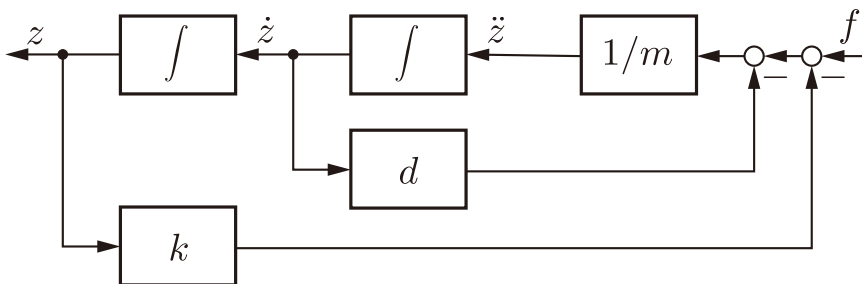 z ∫ ż ∫ z̈ 1/m − − f
d
k